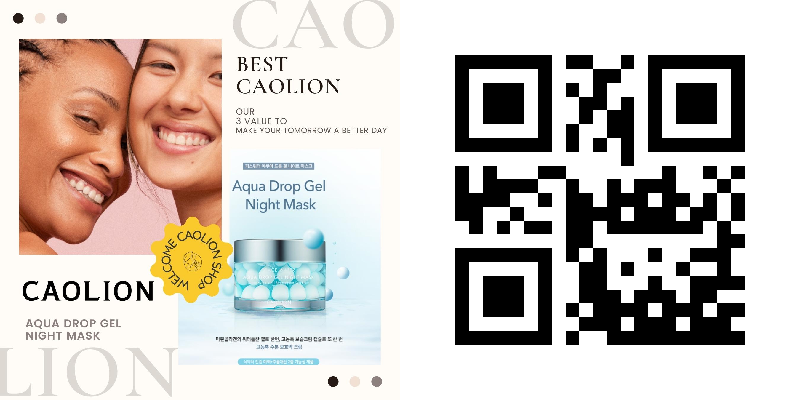 CAO
BEST
CAOLION
OUR
3 VALUE TO
MAKE YOUR TOMORROW A BETTER DAY
Aqua Drop Gel
Night Mask
WELCOME CAOLION SHOP
CAOLION
AQUA DROP GEL
NIGHT MASK
LION